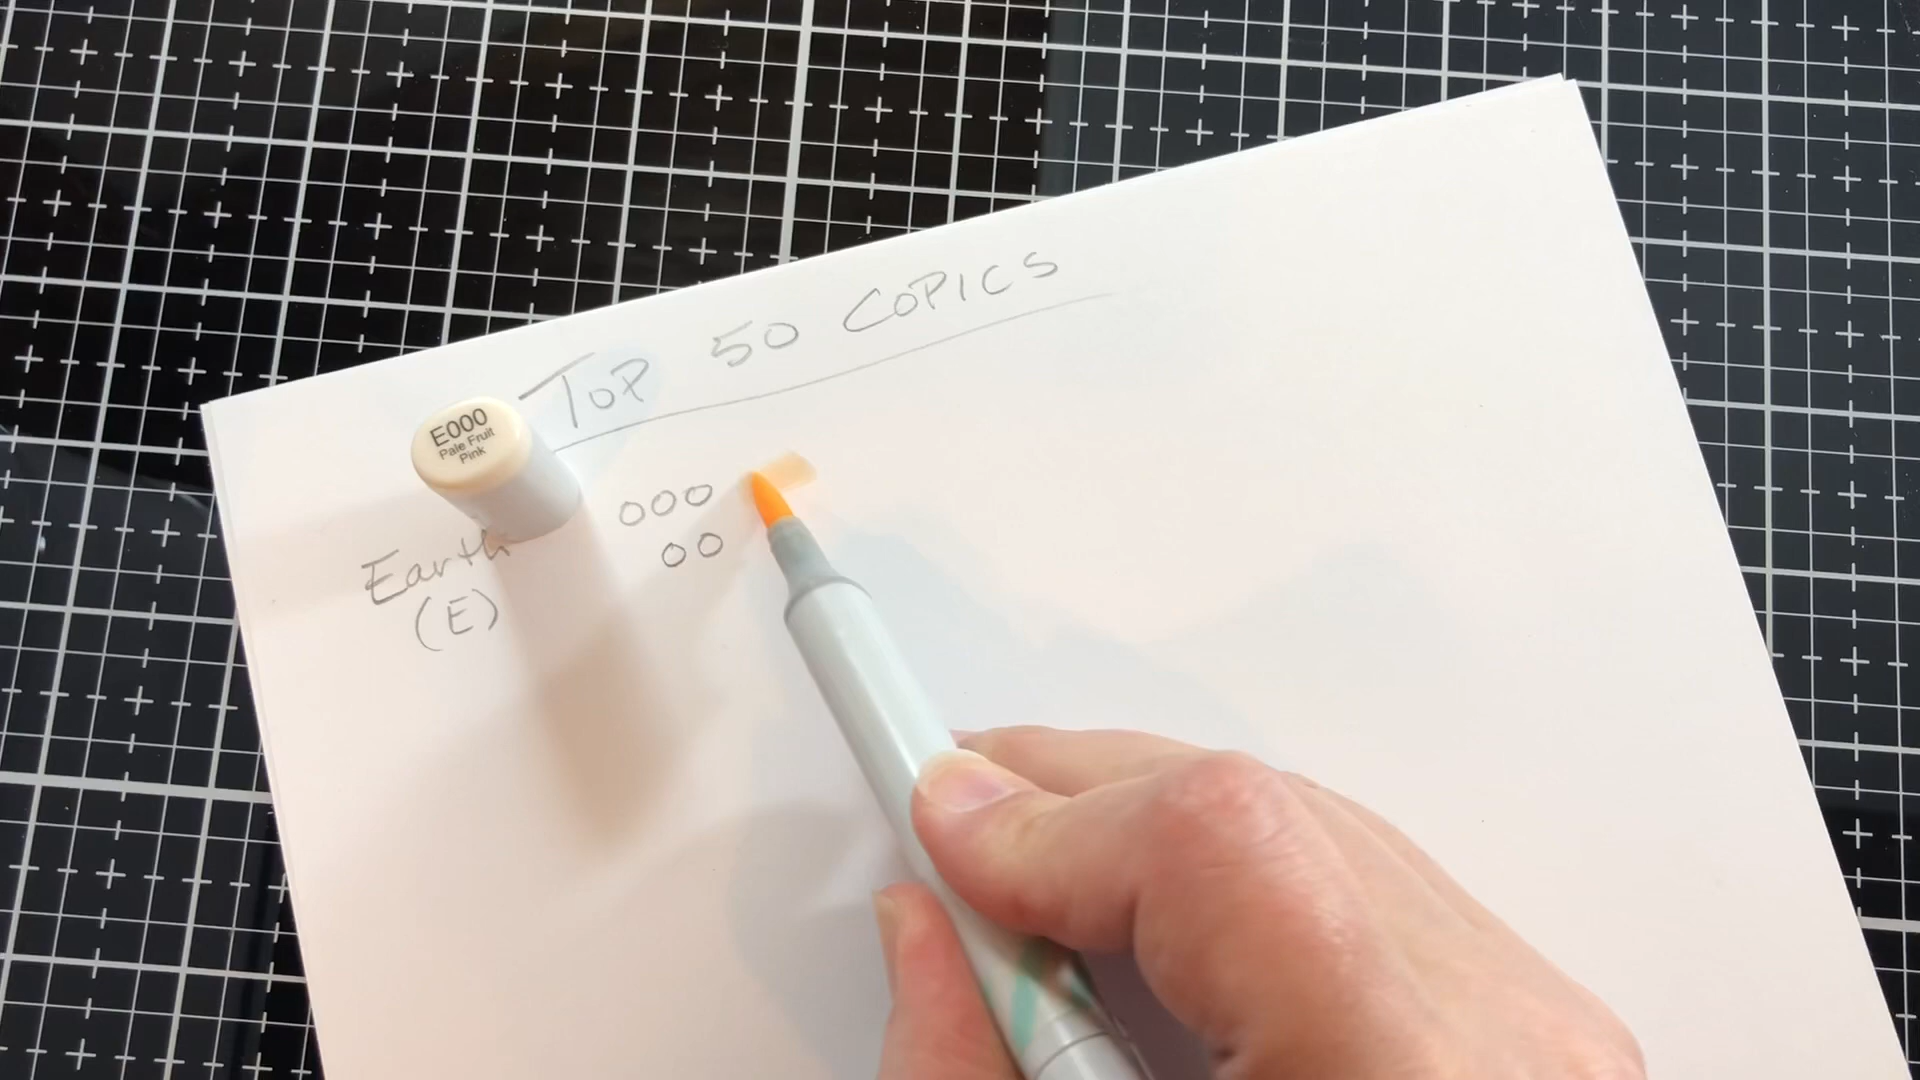 TOP 50 COPICS
E000
Pale Fruit
Pink
000
00
Earth
(E)